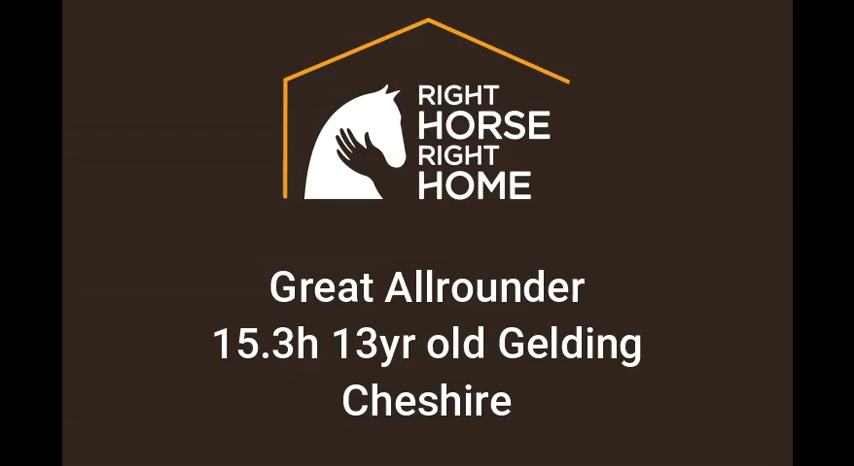 RIGHT
HORSE
RIGHT
HOME
Great Allrounder
15.3h 13yr old Gelding
Cheshire